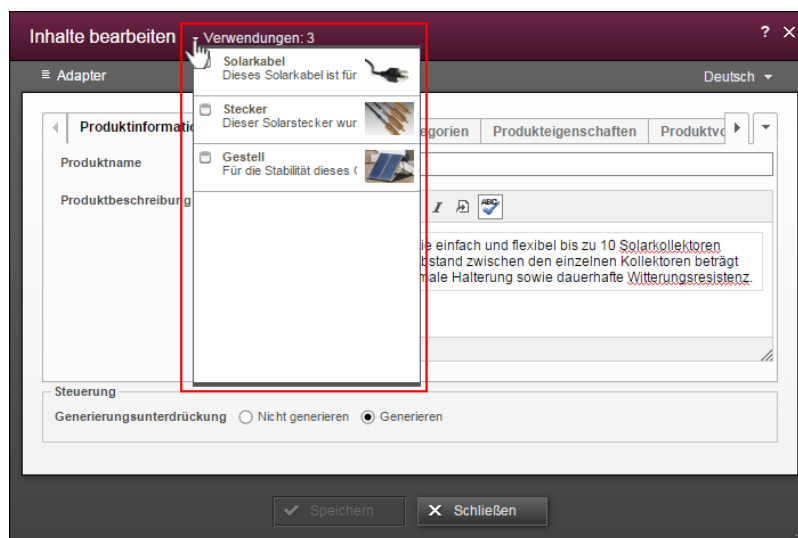 Inhalte bearbeiten
Verwendungen: 3
?
Adapter
Deutsch
Solarkabel
Dieses Solarkabel ist für
Stecker
Dieser Solarstecker wur
Gestell
Für die Stabilität dieses
Produktinformati
egorien
Produkteigenschaften
Produktvo
Produktname
Produktbeschreibung
I
ABC
ie einfach und flexibel bis zu 10 Solarkollektoren
bstand zwischen den einzelnen Kollektoren beträgt
male Halterung sowie dauerhafte Witterungsresistenz.
Steuerung
Generierungsunterdrückung Nicht generieren Generieren
Speichern
Schließen